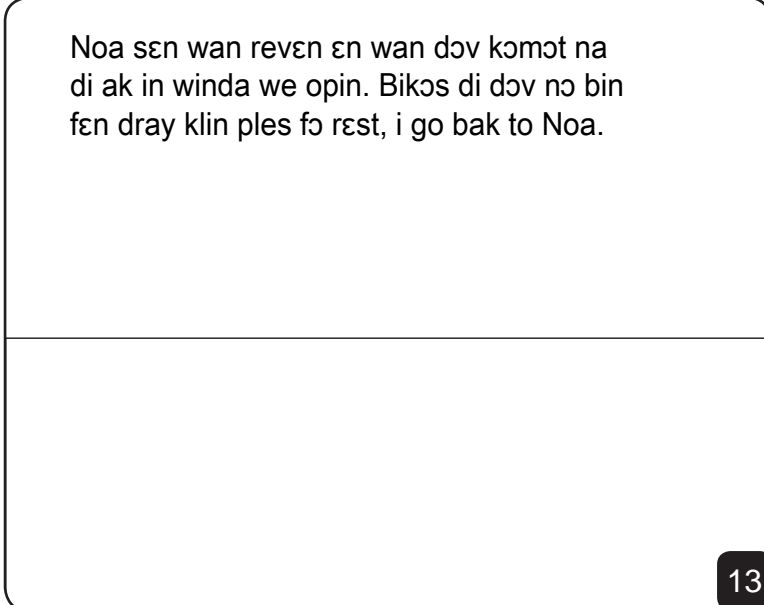 Noa sɛn wan revɛn ɛn wan dɔv kɔmɔt na
di ak in winda we opin. Bikɔs di dɔv nɔ bin
fɛn dray klin ples fɔ rɛst, i go bak to Noa.
13